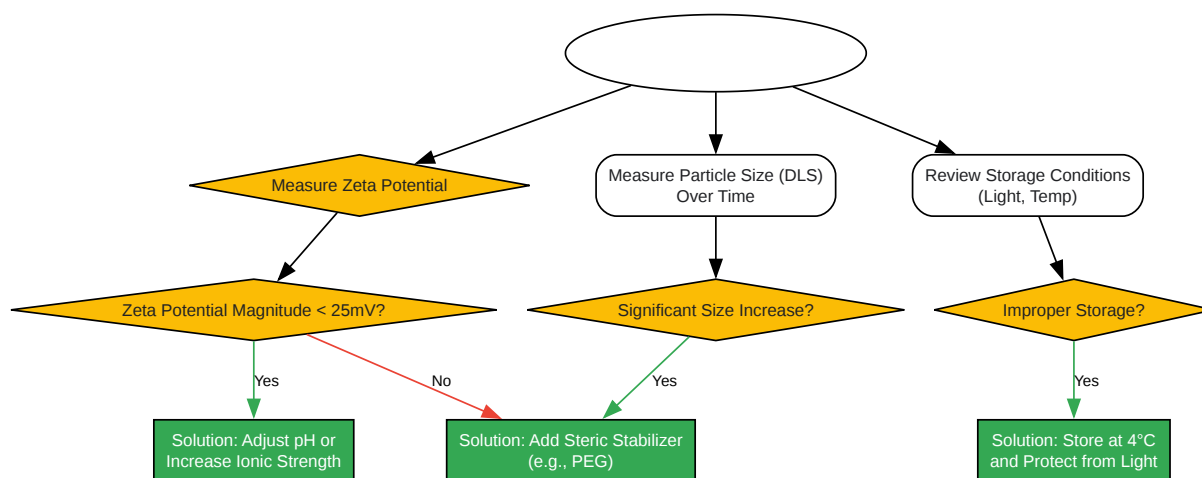 Measure Zeta Potential
Measure Particle Size (DLS)
Over Time
Review Storage Conditions
(Light, Temp)
Zeta Potential Magnitude < 25mV?
Significant Size Increase?
Improper Storage?
Yes
No
Yes
Yes
Solution: Adjust pH or
Increase Ionic Strength
Solution: Add Steric Stabilizer
(e.g., PEG)
Solution: Store at 4°C
and Protect from Light